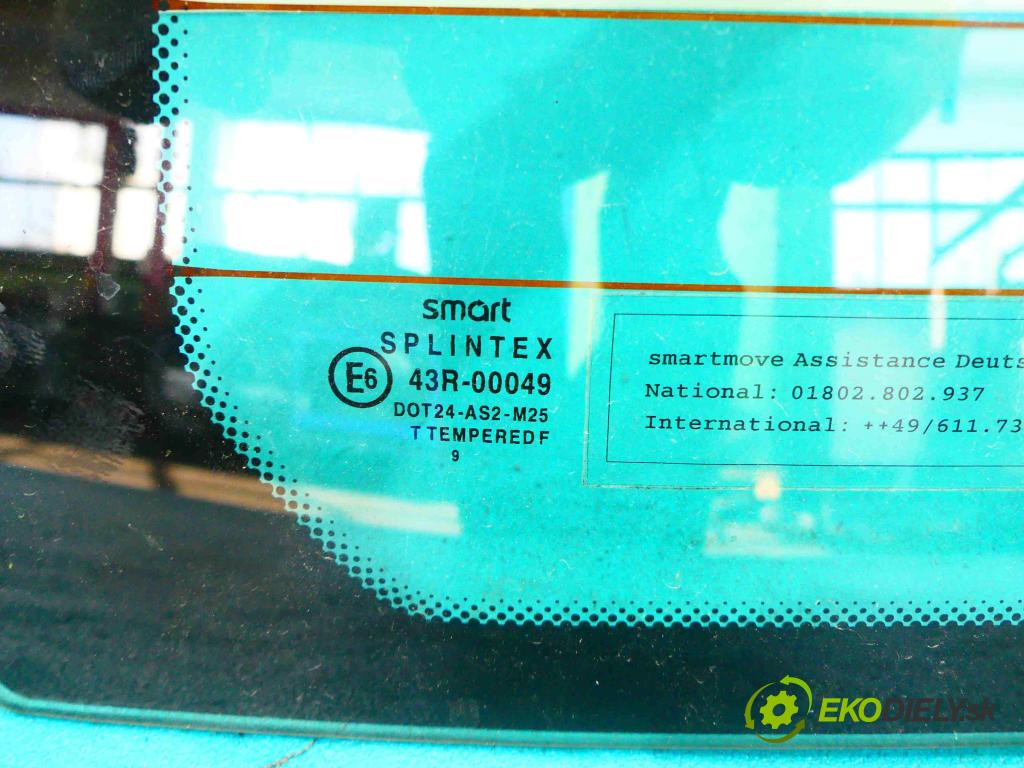 smart
SPLINTEX
E6 43R-00049
DOT24-AS2-M25
T TEMPERED F
9
smartmove Assistance Deuts
National: 01802.802.937
International: ++49/611.73
EKODIELY.sk